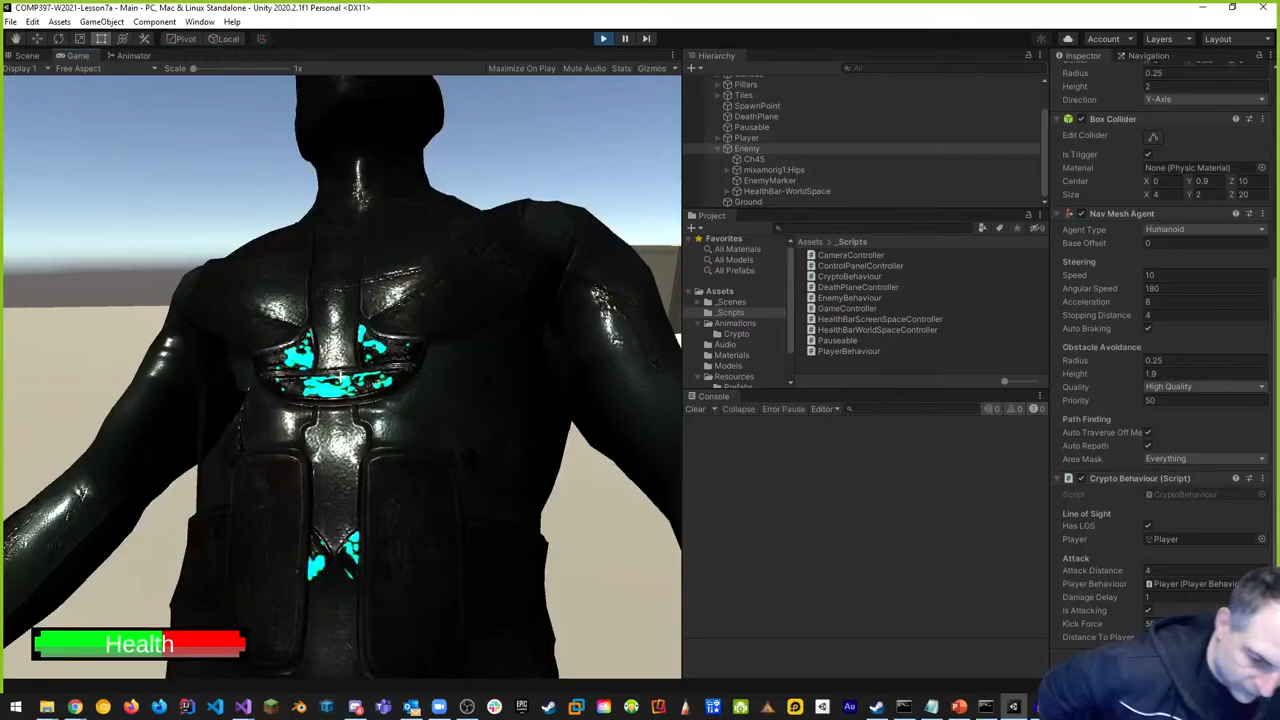 COMP397-W2021-Lesson7a - Main - PC, Mac & Linux Standalone - Unity 2020.2.1f1 Personal <DX11>
File Edit Assets GameObject Component Window Help
Pivot Local Account Layers Layout
Scene Game Animator
Display 1 Free Aspect Scale 1x Maximize On Play Mute Audio Stats Gizmos
Health
Hierarchy
All
Pillars
Tiles
SpawnPoint
DeathPlane
Pausable
Player
Enemy
Ch45
mixamorig1:Hips
EnemyMarker
HealthBar-WorldSpace
Ground
Project
9
Favorites
All Materials
All Models
All Prefabs
Assets
_Scenes
_Scripts
Animations
Crypto
Audio
Materials
Models
Resources
Prefabs
Assets _Scripts
CameraController
ControlPanelController
CryptoBehaviour
DeathPlaneController
EnemyBehaviour
GameController
HealthBarScreenSpaceController
HealthBarWorldSpaceController
Pauseable
PlayerBehaviour
Console
Clear Collapse Error Pause Editor 0 0 0
Inspector Navigation
Radius 0.25
Height 2
Direction Y-Axis
Box Collider
Edit Collider
Is Trigger
Material None (Physic Material)
Center X 0 Y 0.9 Z 10
Size X 4 Y 2 Z 20
Nav Mesh Agent
Agent Type Humanoid
Base Offset 0
Steering
Speed 10
Angular Speed 180
Acceleration 8
Stopping Distance 4
Auto Braking
Obstacle Avoidance
Radius 0.25
Height 1.9
Quality High Quality
Priority 50
Path Finding
Auto Traverse Off Me
Auto Repath
Area Mask Everything
Crypto Behaviour (Script)
Script CryptoBehaviour
Line of Sight
Has LOS
Player Player
Attack
Attack Distance 4
Player Behaviour Player (Player Behavi
Damage Delay 1
Is Attacking
Kick Force
Distance To Player